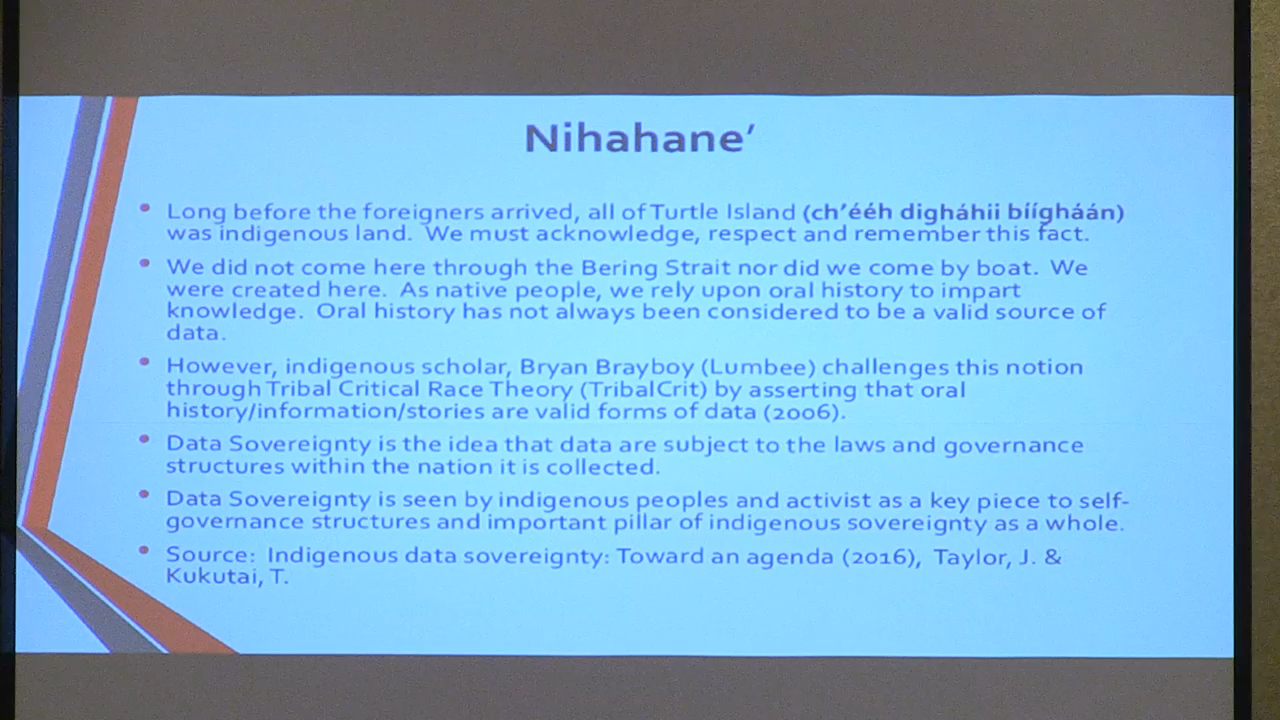 Nihahane’
• Long before the foreigners arrived, all of Turtle Island (ch’ééh digháhii bíígháán)
was indigenous land. We must acknowledge, respect and remember this fact.
• We did not come here through the Bering Strait nor did we come by boat. We
were created here. As native people, we rely upon oral history to impart
knowledge. Oral history has not always been considered to be a valid source of
data.
• However, indigenous scholar, Bryan Brayboy (Lumbee) challenges this notion
through Tribal Critical Race Theory (TribalCrit) by asserting that oral
history/information/stories are valid forms of data (2006).
• Data Sovereignty is the idea that data are subject to the laws and governance
structures within the nation it is collected.
• Data Sovereignty is seen by indigenous peoples and activist as a key piece to self-
governance structures and important pillar of indigenous sovereignty as a whole.
• Source: Indigenous data sovereignty: Toward an agenda (2016), Taylor, J. &
Kukutai, T.